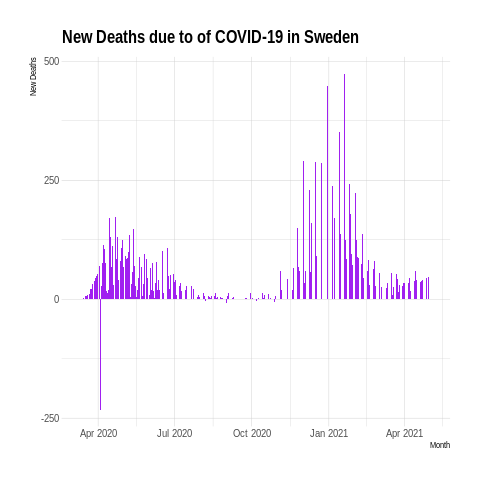 New Deaths due to of COVID-19 in Sweden
New Deaths
500
250
0
-250
Apr 2020 Jul 2020 Oct 2020 Jan 2021 Apr 2021
Month